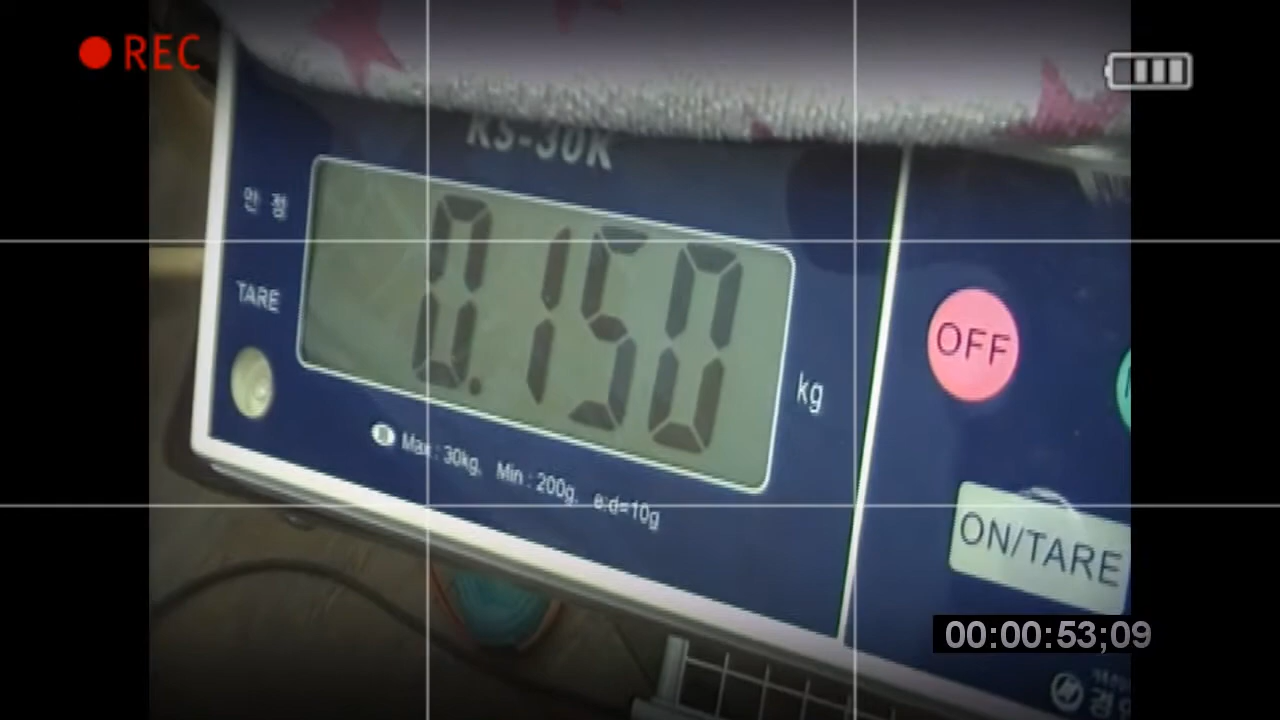 REC
KS-30K
안 정
0.150
TARE
kg
OFF
Max : 30kg, Min : 200g, e=d=10g
ON/TARE
00:00:53;09